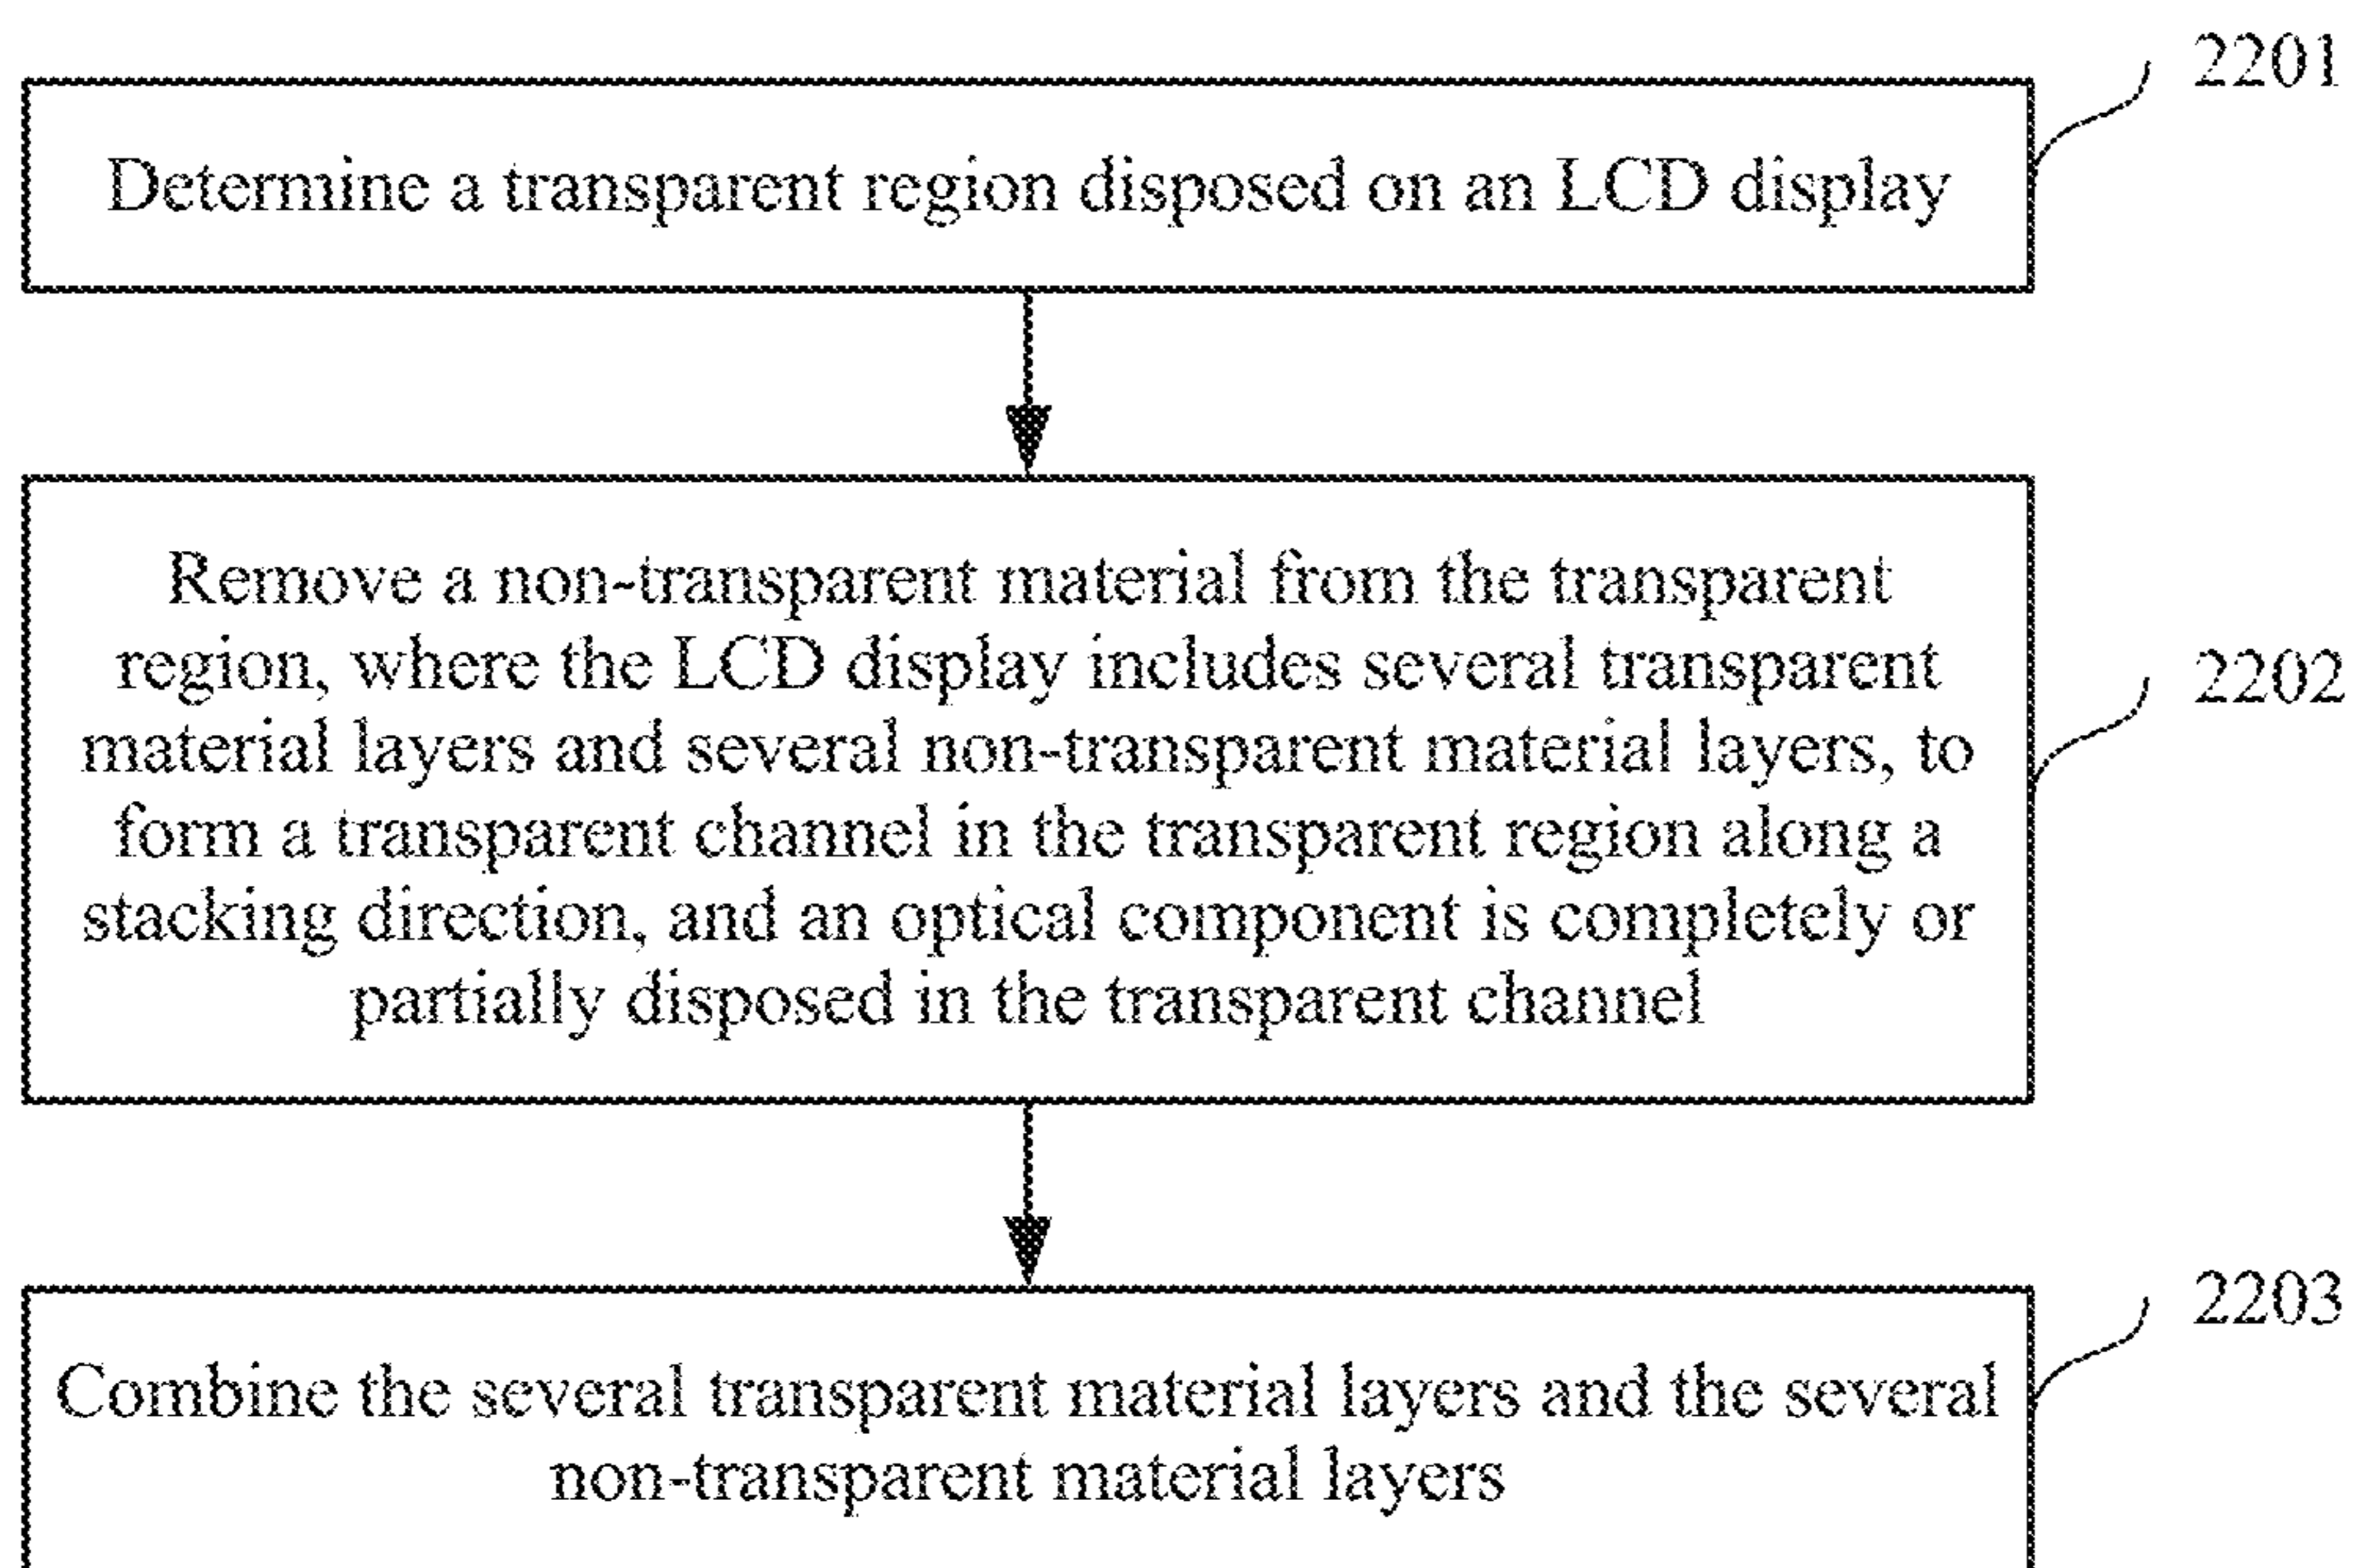 2201
Determine a transparent region disposed on an LCD display
Remove a non-transparent material from the transparent
region, where the LCD display includes several transparent
material layers and several non-transparent material layers, to
form a transparent channel in the transparent region along a
stacking direction, and an optical component is completely or
partially disposed in the transparent channel
2202
2203
Combine the several transparent material layers and the several
non-transparent material layers